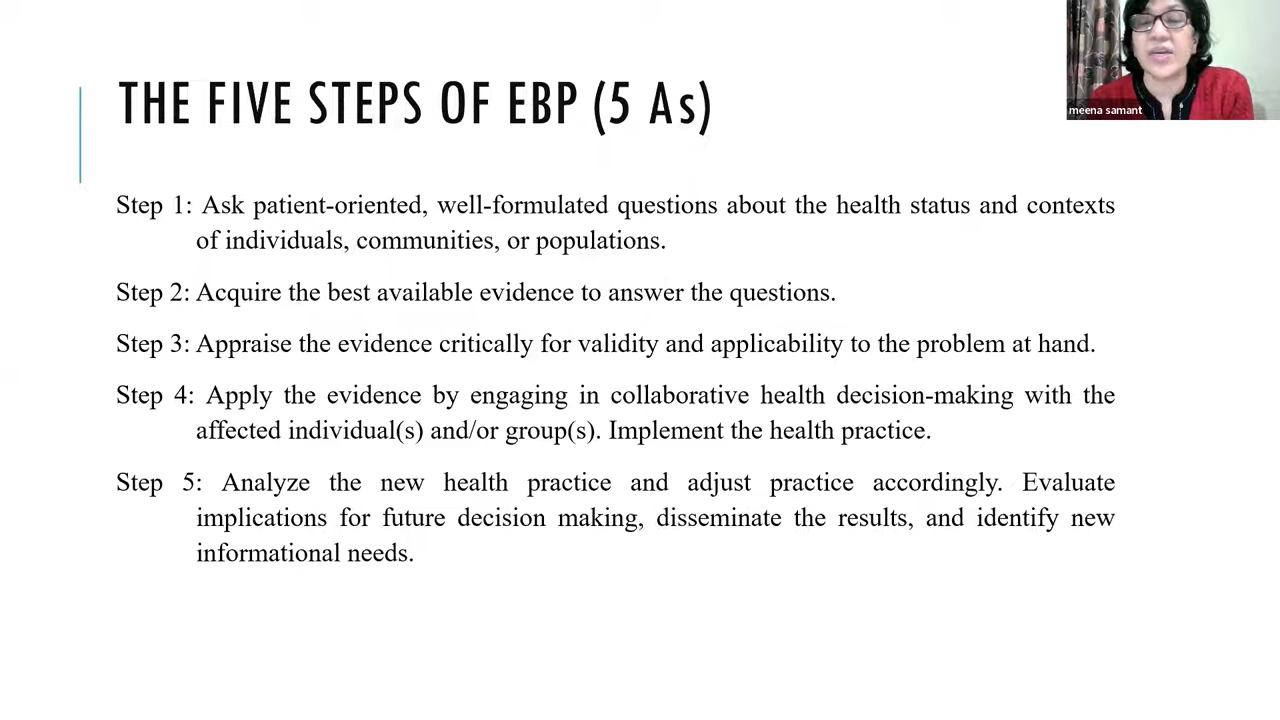 THE FIVE STEPS OF EBP (5 As)
meena samant
Step 1: Ask patient-oriented, well-formulated questions about the health status and contexts
of individuals, communities, or populations.
Step 2: Acquire the best available evidence to answer the questions.
Step 3: Appraise the evidence critically for validity and applicability to the problem at hand.
Step 4: Apply the evidence by engaging in collaborative health decision-making with the
affected individual(s) and/or group(s). Implement the health practice.
Step 5: Analyze the new health practice and adjust practice accordingly. Evaluate
implications for future decision making, disseminate the results, and identify new
informational needs.